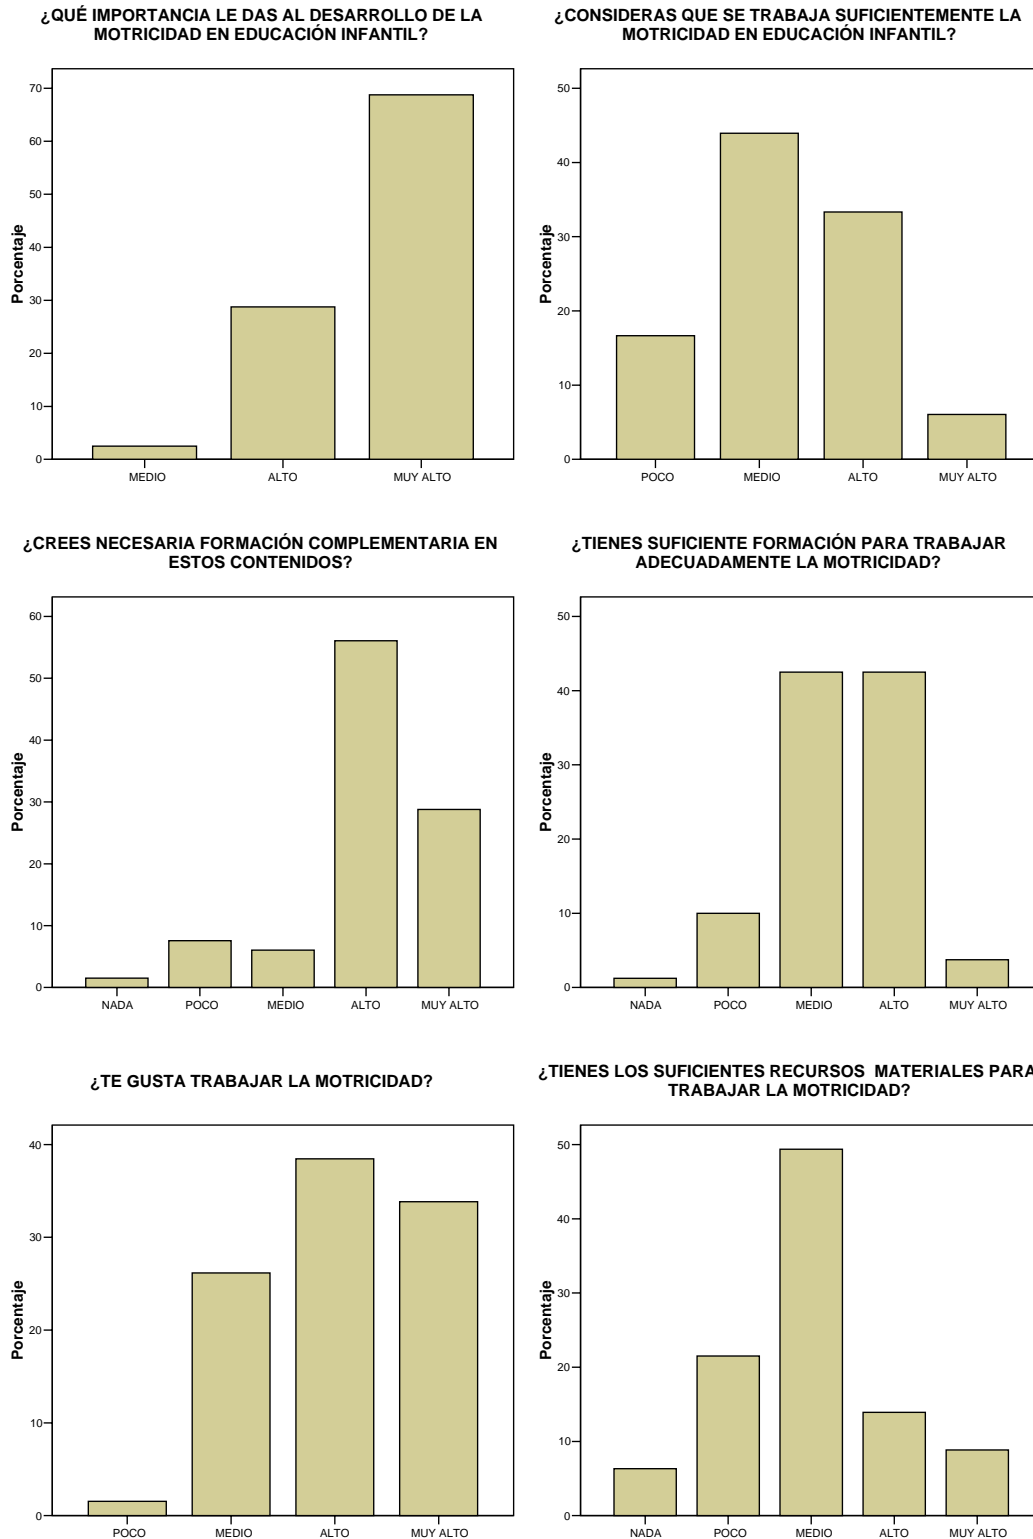 ¿QUÉ IMPORTANCIA LE DAS AL DESARROLLO DE LA
MOTRICIDAD EN EDUCACIÓN INFANTIL?
70
60
50
40
30
20
10
0
Porcentaje
MEDIO ALTO MUY ALTO
¿CONSIDERAS QUE SE TRABAJA SUFICIENTEMENTE LA
MOTRICIDAD EN EDUCACIÓN INFANTIL?
50
40
30
20
10
0
Porcentaje
POCO MEDIO ALTO MUY ALTO
¿CREES NECESARIA FORMACIÓN COMPLEMENTARIA EN
ESTOS CONTENIDOS?
60
50
40
30
20
10
0
Porcentaje
NADA POCO MEDIO ALTO MUY ALTO
¿TIENES SUFICIENTE FORMACIÓN PARA TRABAJAR
ADECUADAMENTE LA MOTRICIDAD?
50
40
30
20
10
0
Porcentaje
NADA POCO MEDIO ALTO MUY ALTO
¿TE GUSTA TRABAJAR LA MOTRICIDAD?
40
30
20
10
0
Porcentaje
POCO MEDIO ALTO MUY ALTO
¿TIENES LOS SUFICIENTES RECURSOS MATERIALES PARA
TRABAJAR LA MOTRICIDAD?
50
40
30
20
10
0
Porcentaje
NADA POCO MEDIO ALTO MUY ALTO